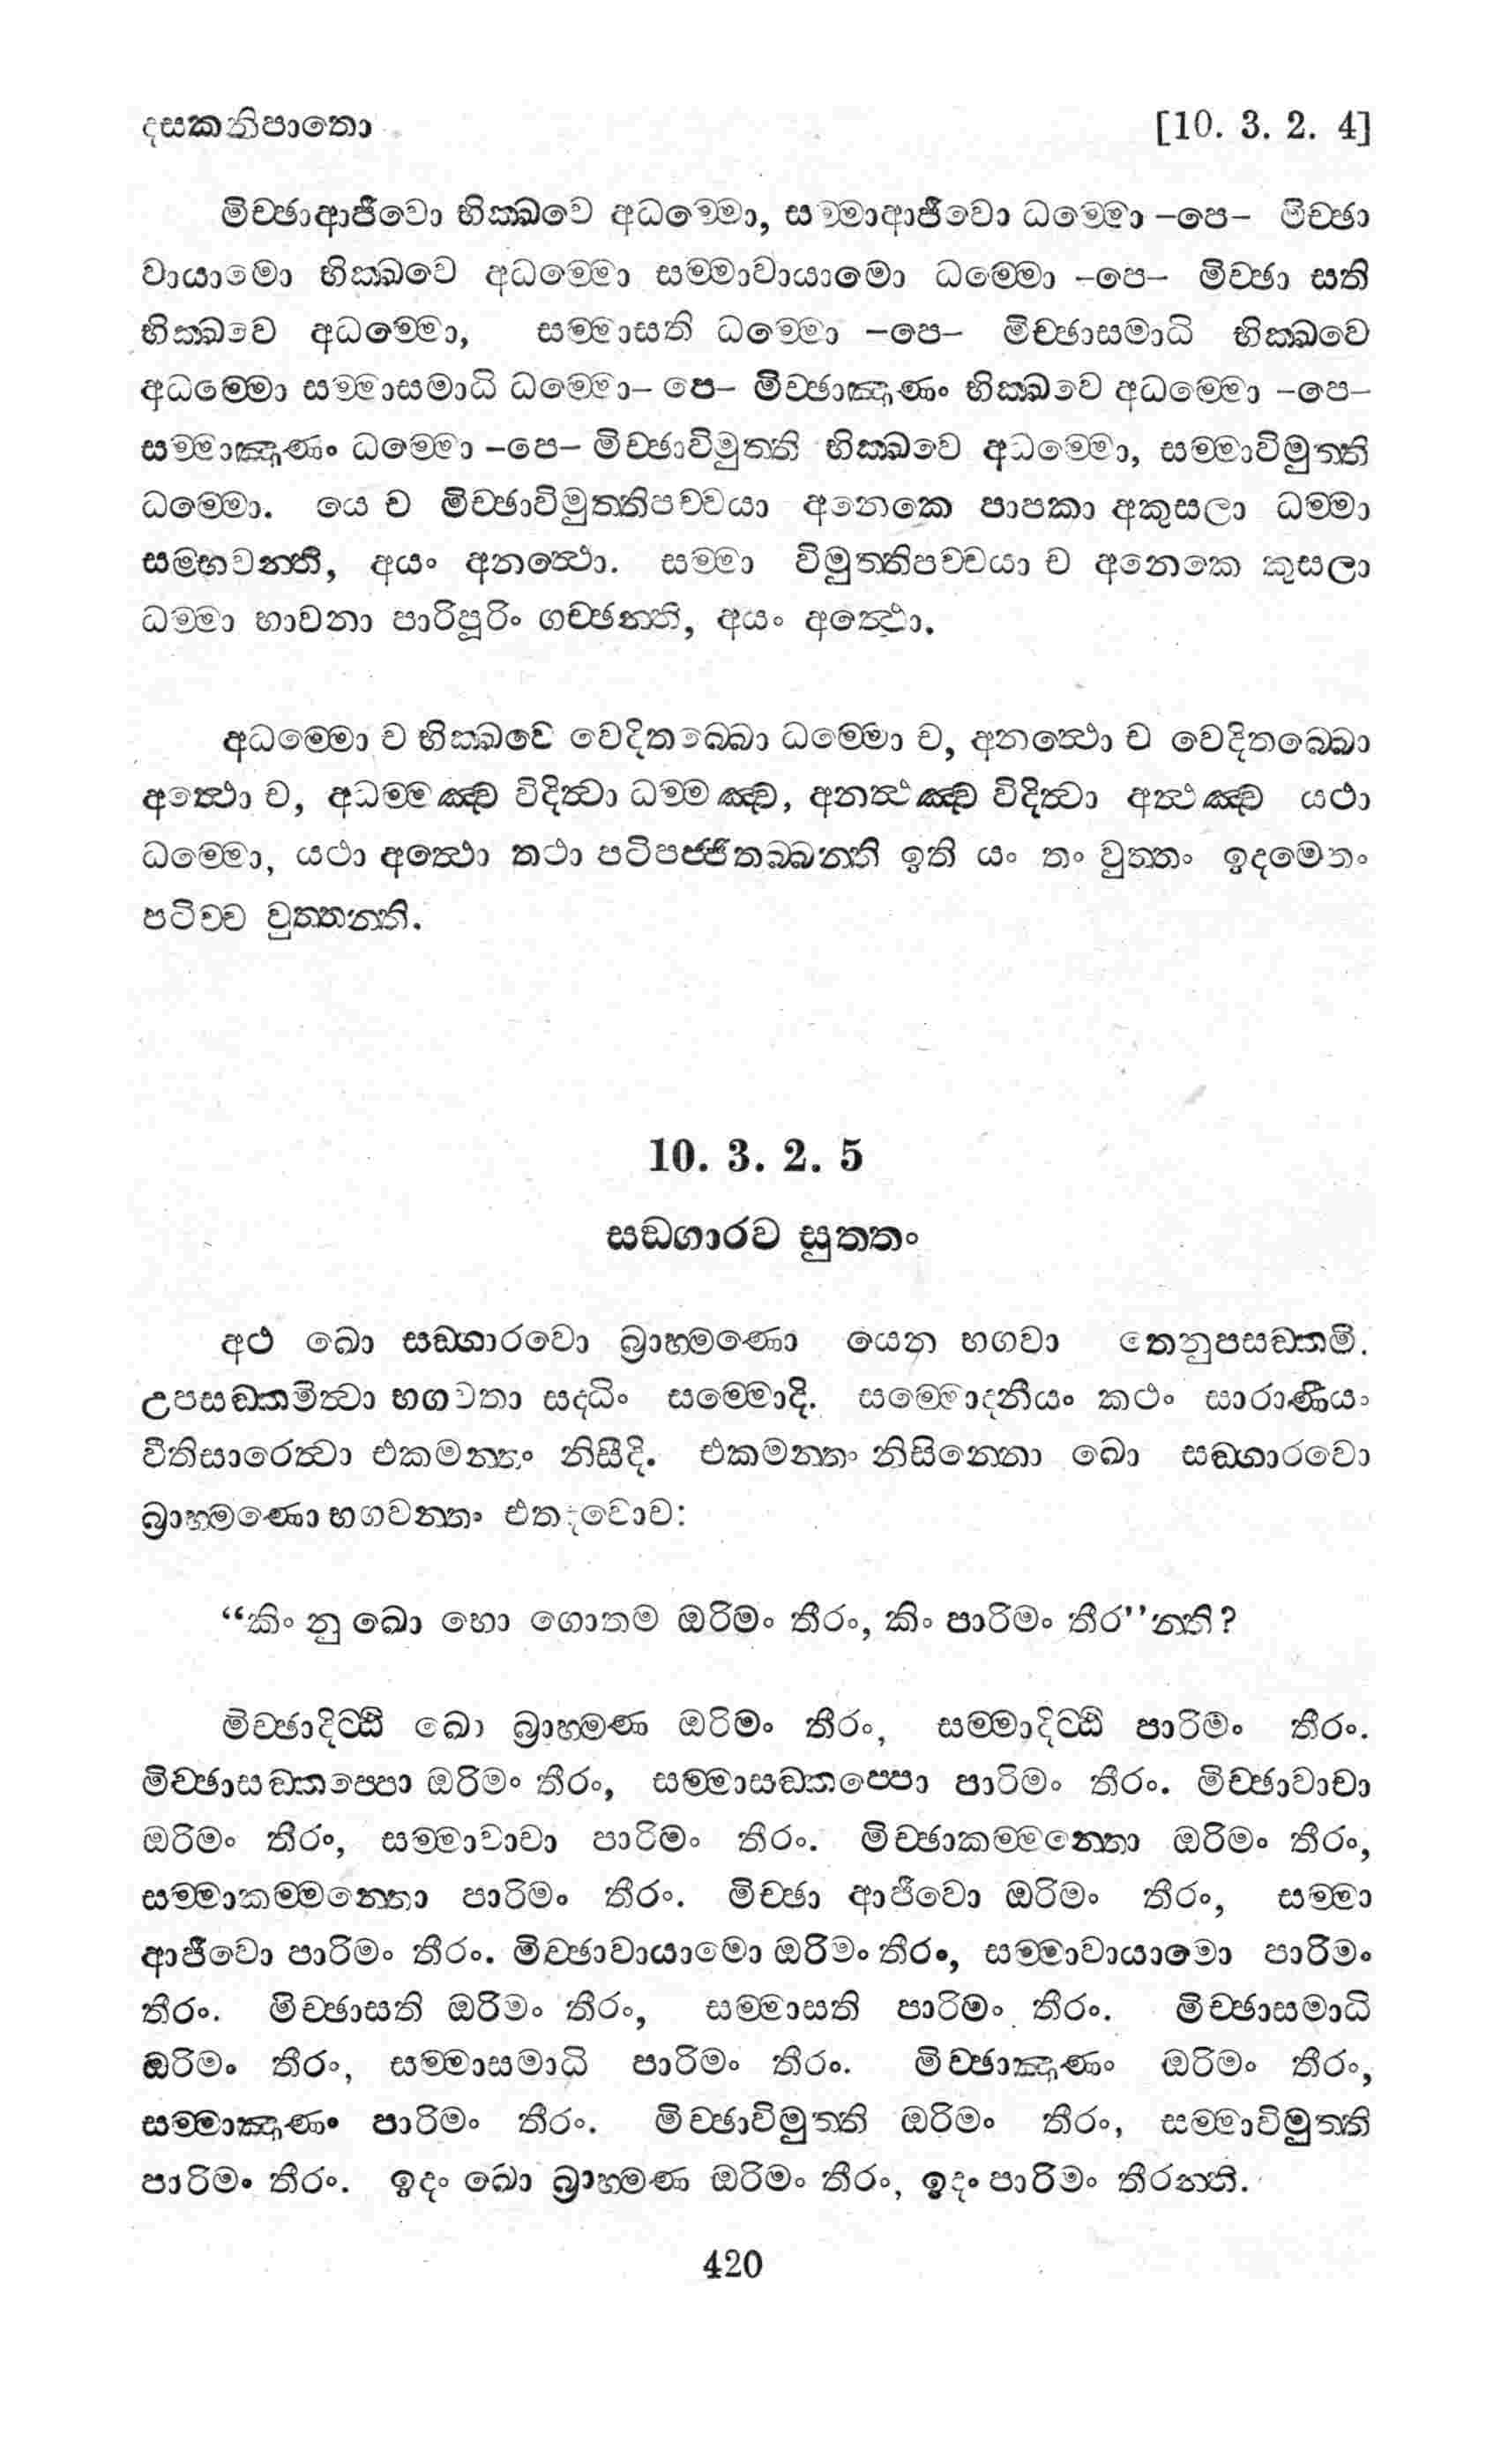 දසකනිපාතො [10. 3. 2. 4]
මිච්ඡාආජීවො භික්ඛවෙ අධම්මො, සම්මාආජීවො ධම්මො –පෙ– මිච්ඡා
වායාමො භික්ඛවෙ අධම්මො සම්මාවායාමො ධම්මො –පෙ– මිච්ඡා සති
භික්ඛවෙ අධම්මො, සම්මාසති ධම්මො –පෙ– මිච්ඡාසමාධි භික්ඛවෙ
අධම්මො සම්මාසමාධි ධම්මො– පෙ– මිච්ඡාඤාණං භික්ඛවෙ අධම්මො –පෙ–
සම්මාඤාණං ධම්මො –පෙ– මිච්ඡාවිමුත්ති භික්ඛවෙ අධම්මො, සම්මාවිමුත්ති
ධම්මො. යෙ ච මිච්ඡාවිමුත්තිපච්චයා අනෙකෙ පාපකා අකුසලා ධම්මා
සම්භවන්ති, අයං අනත්ථො. සම්මා විමුත්තිපච්චයා ච අනෙකෙ කුසලා
ධම්මා භාවනා පාරිපූරිං ගච්ඡන්ති, අයං අත්ථො.
අධම්මො ච භික්ඛවෙ වෙදිතබ්බො ධම්මො ච, අනත්ථො ච වෙදිතබ්බො
අත්ථො ච, අධම්මඤ්ච විදිත්වා ධම්මඤ්ච, අනත්ථඤ්ච විදිත්වා අත්ථඤ්ච යථා
ධම්මො, යථා අත්ථො තථා පටිපජ්ජිතබ්බන්ති ඉති යං තං වුත්තං ඉදමෙතං
පටිච්ච වුත්තන්ති.
10. 3. 2. 5
සඞ්ගාරව සුත්තං
අථ ඛො සඞ්ගාරවො බ්‍රාහ්මණො යෙන භගවා තෙනුපසඞ්කමි.
උපසඞ්කමිත්වා භගවතා සද්ධිං සම්මොදි. සම්මොදනීයං කථං සාරාණීයං
වීතිසාරෙත්වා එකමන්තං නිසීදි. එකමන්තං නිසින්නො ඛො සඞ්ගාරවො
බ්‍රාහ්මණො භගවන්තං එතදවොච:
“කිං නු ඛො භො ගොතම ඔරිමං තීරං, කිං පාරිමං තීර”න්ති?
මිච්ඡාදිට්ඨි ඛො බ්‍රාහ්මණ ඔරිමං තීරං, සම්මාදිට්ඨි පාරිමං තීරං.
මිච්ඡාසඞ්කප්පො ඔරිමං තීරං, සම්මාසඞ්කප්පො පාරිමං තීරං. මිච්ඡාවාචා
ඔරිමං තීරං, සම්මාවාචා පාරිමං තීරං. මිච්ඡාකම්මන්තො ඔරිමං තීරං,
සම්මාකම්මන්තො පාරිමං තීරං. මිච්ඡා ආජීවො ඔරිමං තීරං, සම්මා
ආජීවො පාරිමං තීරං. මිච්ඡාවායාමො ඔරිමං තීරං, සම්මාවායාමො පාරිමං
තීරං. මිච්ඡාසති ඔරිමං තීරං, සම්මාසති පාරිමං තීරං. මිච්ඡාසමාධි
ඔරිමං තීරං, සම්මාසමාධි පාරිමං තීරං. මිච්ඡාඤාණං ඔරිමං තීරං,
සම්මාඤාණං පාරිමං තීරං. මිච්ඡාවිමුත්ති ඔරිමං තීරං, සම්මාවිමුත්ති
පාරිමං තීරං. ඉදං ඛො බ්‍රාහ්මණ ඔරිමං තීරං, ඉදං පාරිමං තීරන්ති.
420